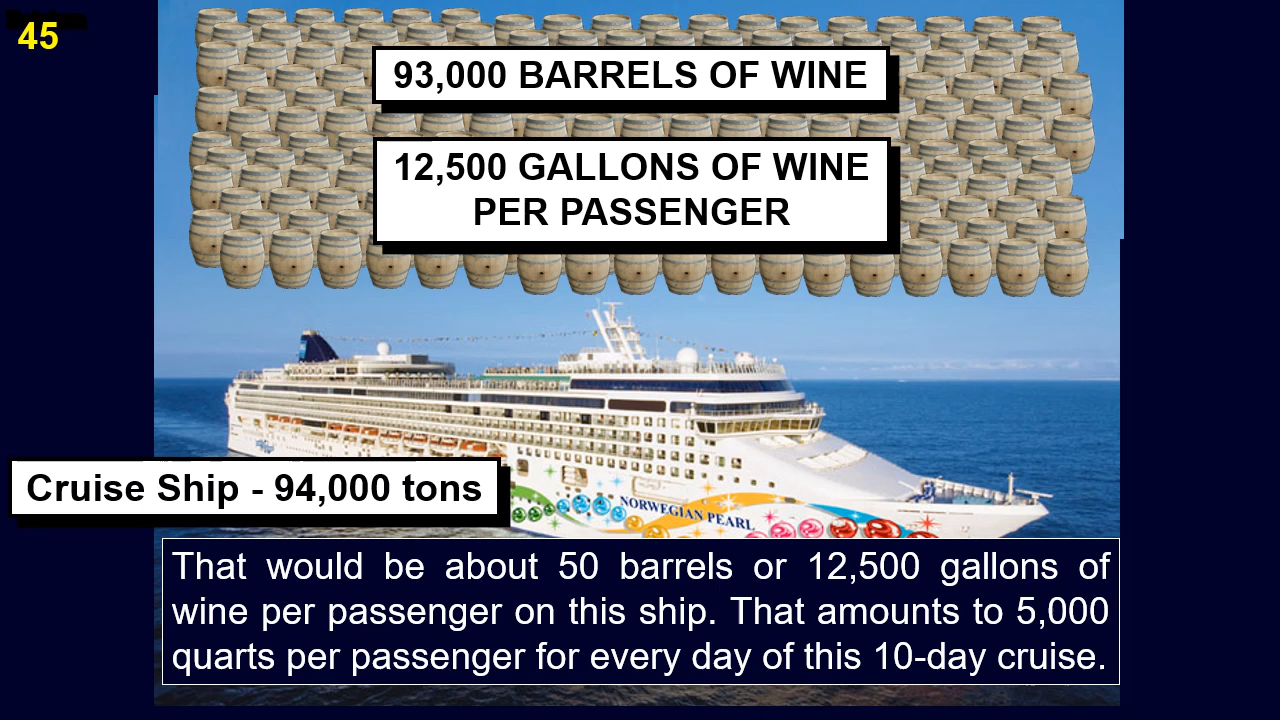 45
93,000 BARRELS OF WINE
12,500 GALLONS OF WINE
PER PASSENGER
Cruise Ship - 94,000 tons
NORWEGIAN PEARL
That would be about 50 barrels or 12,500 gallons of
wine per passenger on this ship. That amounts to 5,000
quarts per passenger for every day of this 10-day cruise.